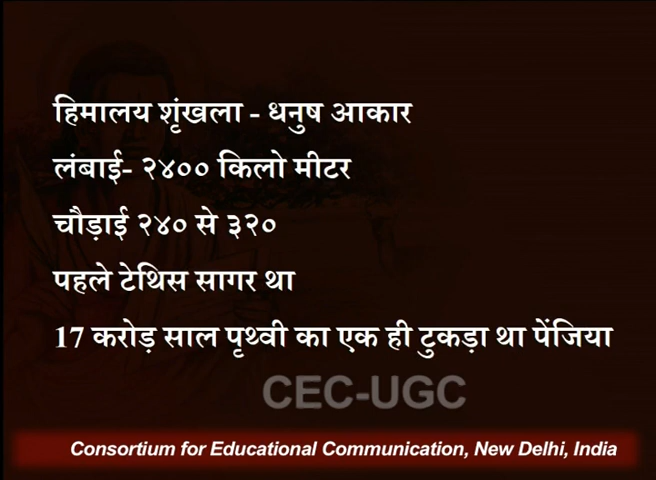 हिमालय शृंखला - धनुष आकार
लंबाई- २४०० किलो मीटर
चौड़ाई २४० से ३२०
पहले टेथिस सागर था
17 करोड़ साल पृथ्वी का एक ही टुकड़ा था पेंजिया
CEC-UGC
Consortium for Educational Communication, New Delhi, India